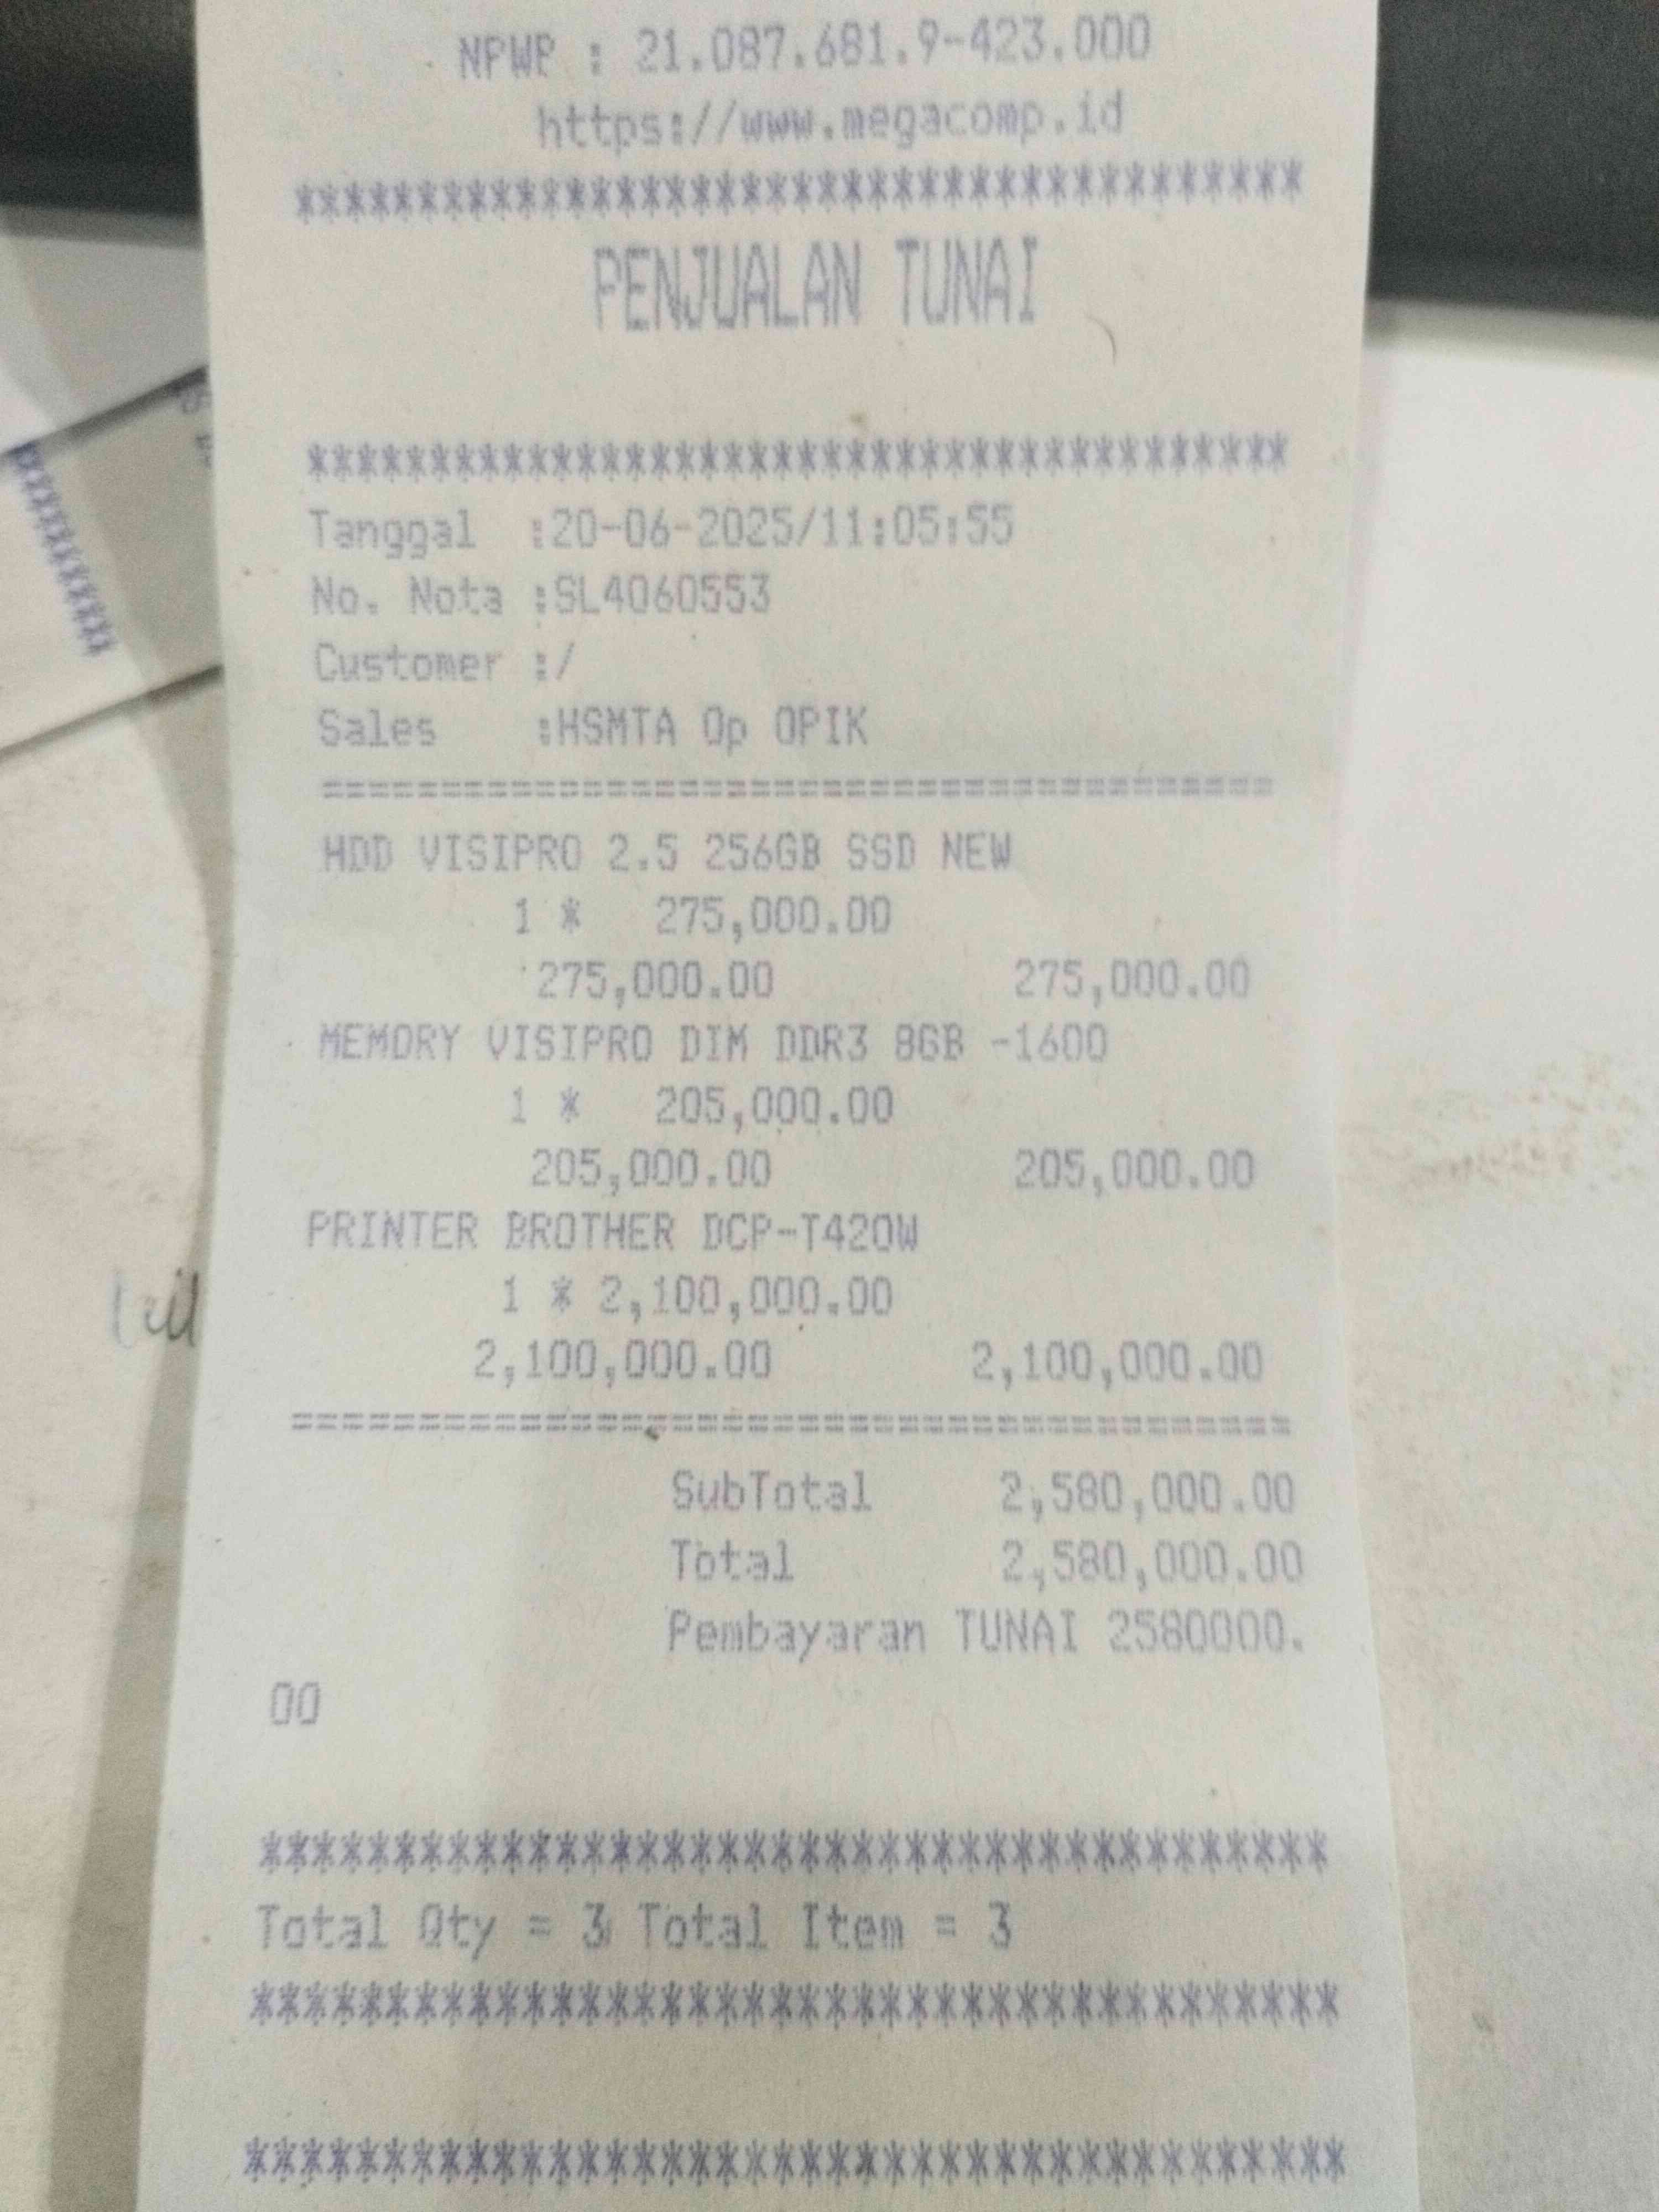 NPWP : 21.087.681.9-423.000
https://www.megacomp.id
******************************************
PENJUALAN TUNAI
******************************************
Tanggal :20-06-2025/11:05:55
No. Nota :SL4060553
Customer :/
Sales :HSMTA Op OPIK
========================================
HDD VISIPRO 2.5 256GB SSD NEW
1 * 275,000.00
275,000.00 275,000.00
MEMORY VISIPRO DIM DDR3 8GB -1600
1 * 205,000.00
205,000.00 205,000.00
PRINTER BROTHER DCP-T420W
1 * 2,100,000.00
2,100,000.00 2,100,000.00
========================================
SubTotal 2,580,000.00
Total 2,580,000.00
Pembayaran TUNAI 2580000.
00
****************************************
Total Qty = 3 Total Item = 3
****************************************
****************************************